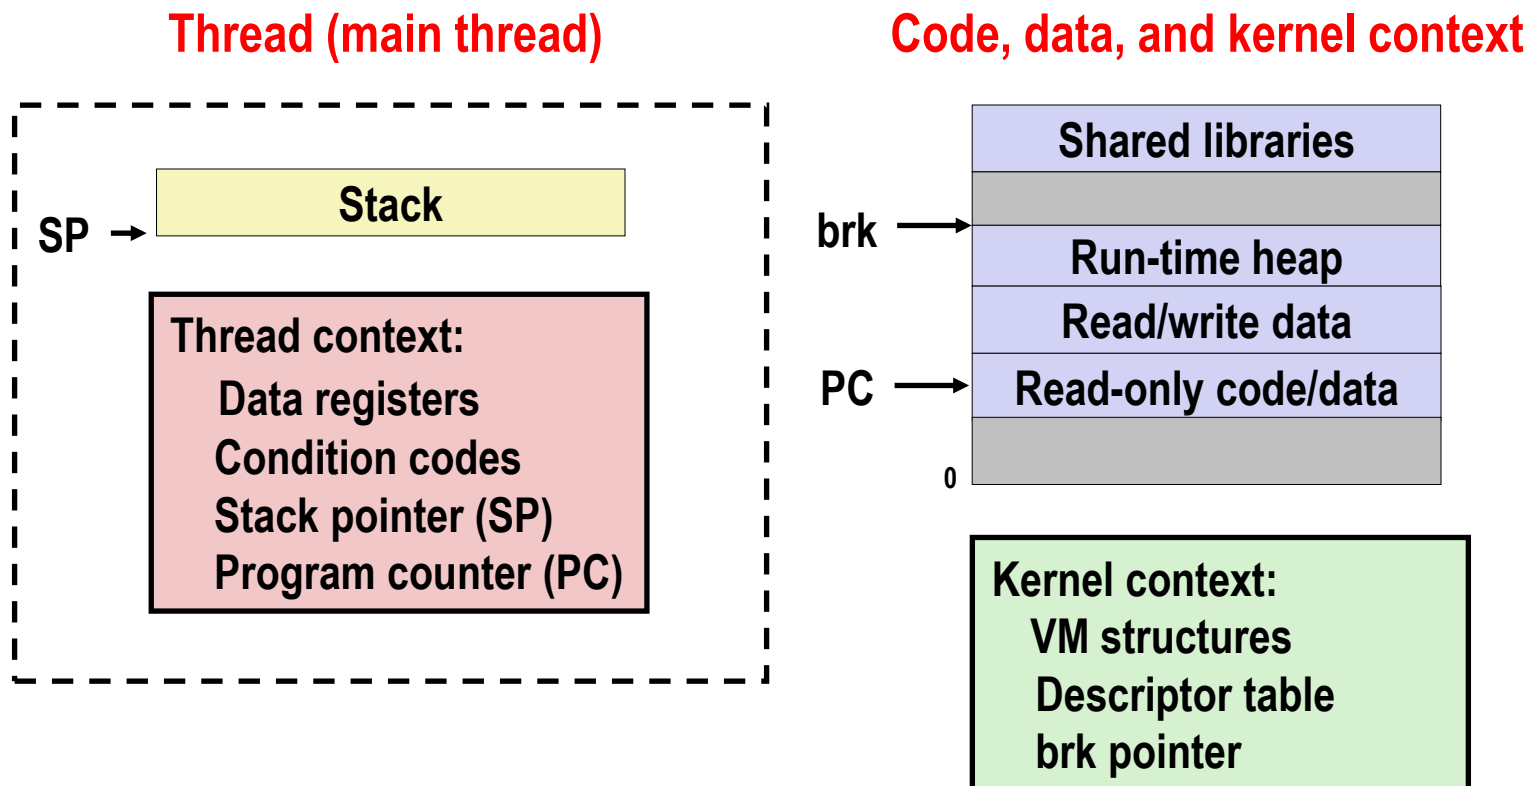 Thread (main thread)
Stack
SP
Thread context:
Data registers
Condition codes
Stack pointer (SP)
Program counter (PC)
Code, data, and kernel context
Shared libraries
brk
Run-time heap
Read/write data
PC
Read-only code/data
0
Kernel context:
VM structures
Descriptor table
brk pointer